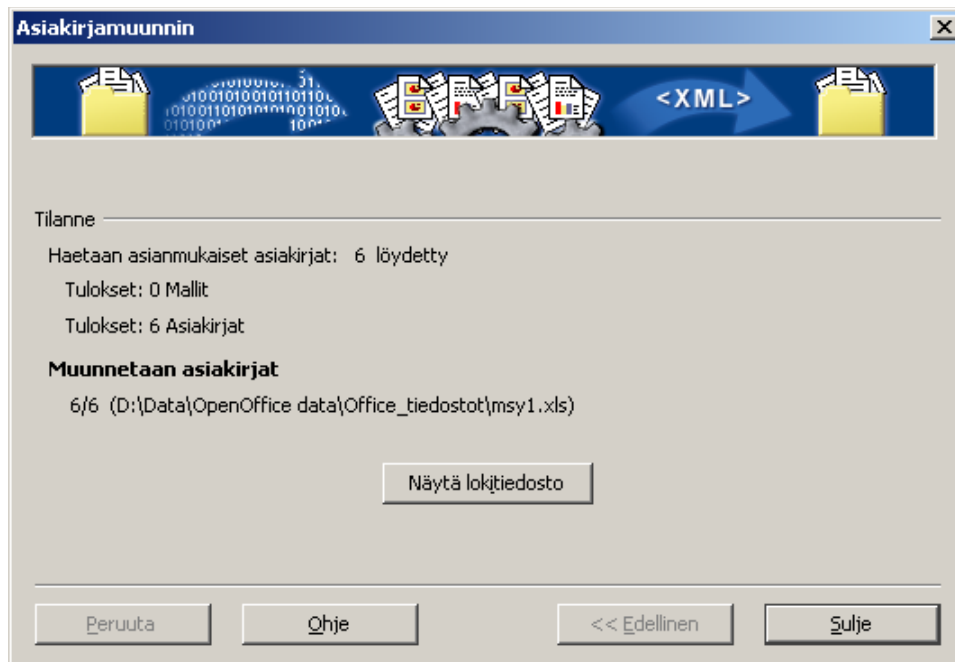 Asiakirjamuunnin
<XML>
Tilanne
Haetaan asianmukaiset asiakirjat: 6 löydetty
Tulokset: 0 Mallit
Tulokset: 6 Asiakirjat
Muunnetaan asiakirjat
6/6 (D:\Data\OpenOffice data\Office_tiedostot\msy1.xls)
Näytä lokitiedosto
Peruuta
Ohje
<< Edellinen
Sulje